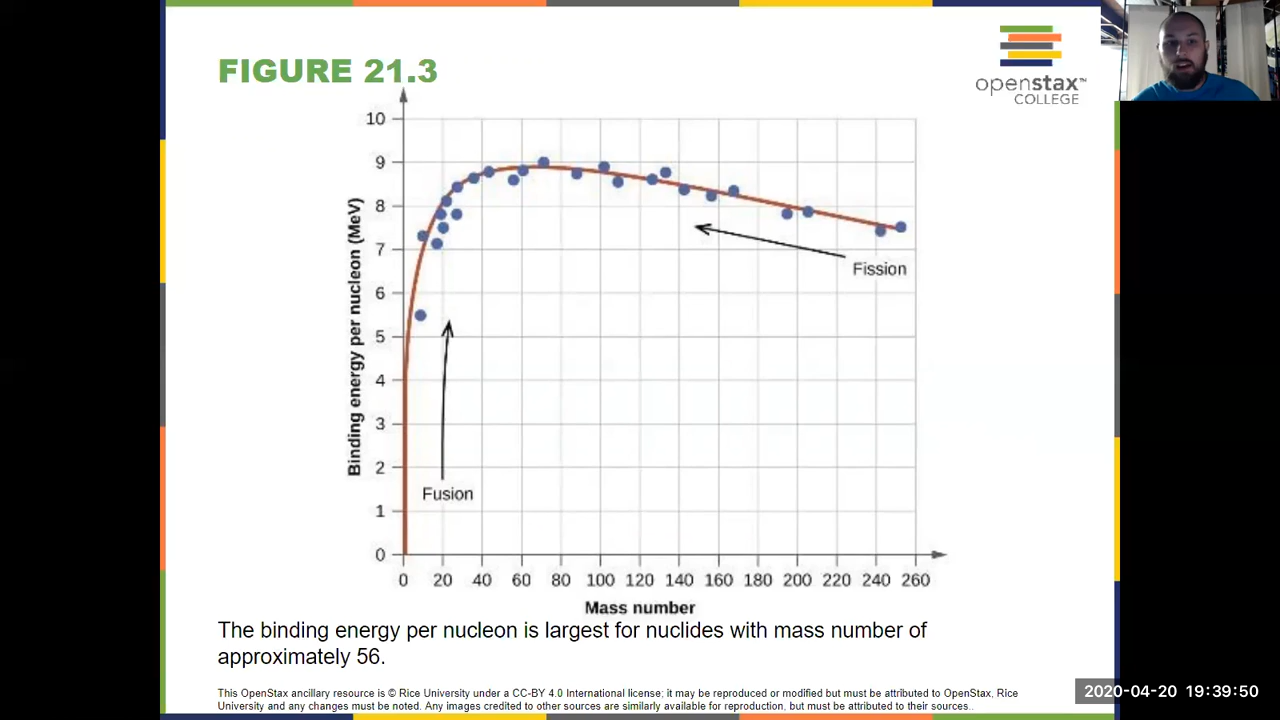 FIGURE 21.3
openstax™
COLLEGE
10
9
8
7
6
5
4
3
2
1
0
Binding energy per nucleon (MeV)
Fission
Fusion
0 20 40 60 80 100 120 140 160 180 200 220 240 260
Mass number
The binding energy per nucleon is largest for nuclides with mass number of
approximately 56.
This OpenStax ancillary resource is © Rice University under a CC-BY 4.0 International license; it may be reproduced or modified but must be attributed to OpenStax, Rice
University and any changes must be noted. Any images credited to other sources are similarly available for reproduction, but must be attributed to their sources..
2020-04-20 19:39:50